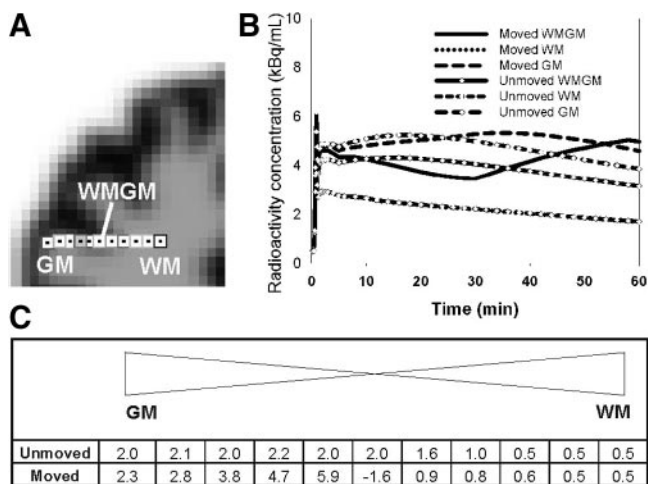 A
WMGM
GM
WM
B
Radioactivity concentration (kBq/mL)
10
8
6
4
2
0
0 10 20 30 40 50 60
Time (min)
Moved WMGM
Moved WM
Moved GM
Unmoved WMGM
Unmoved WM
Unmoved GM
C
GM
WM
Unmoved 2.0 2.1 2.0 2.2 2.0 2.0 1.6 1.0 0.5 0.5 0.5
Moved 2.3 2.8 3.8 4.7 5.9 -1.6 0.9 0.8 0.6 0.5 0.5